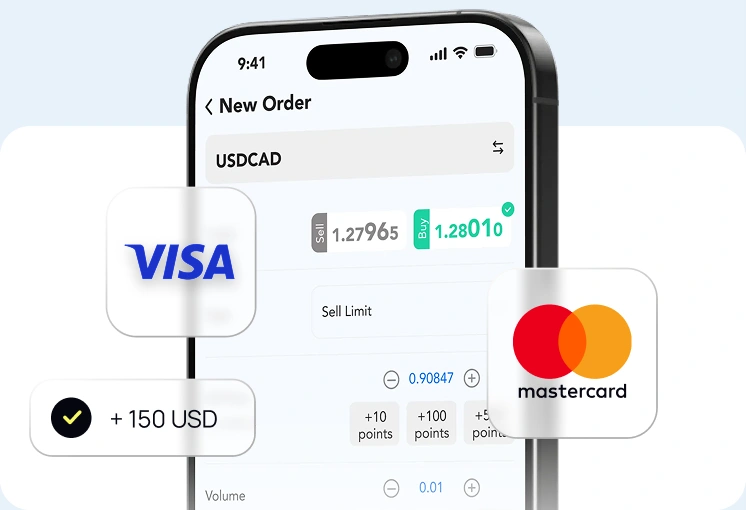 9:41
New Order
USDCAD
Sell 1.27965
Buy 1.28010
VISA
Sell Limit
mastercard
0.90847
+10 points
+100 points
+ 150 USD
Volume
0.01